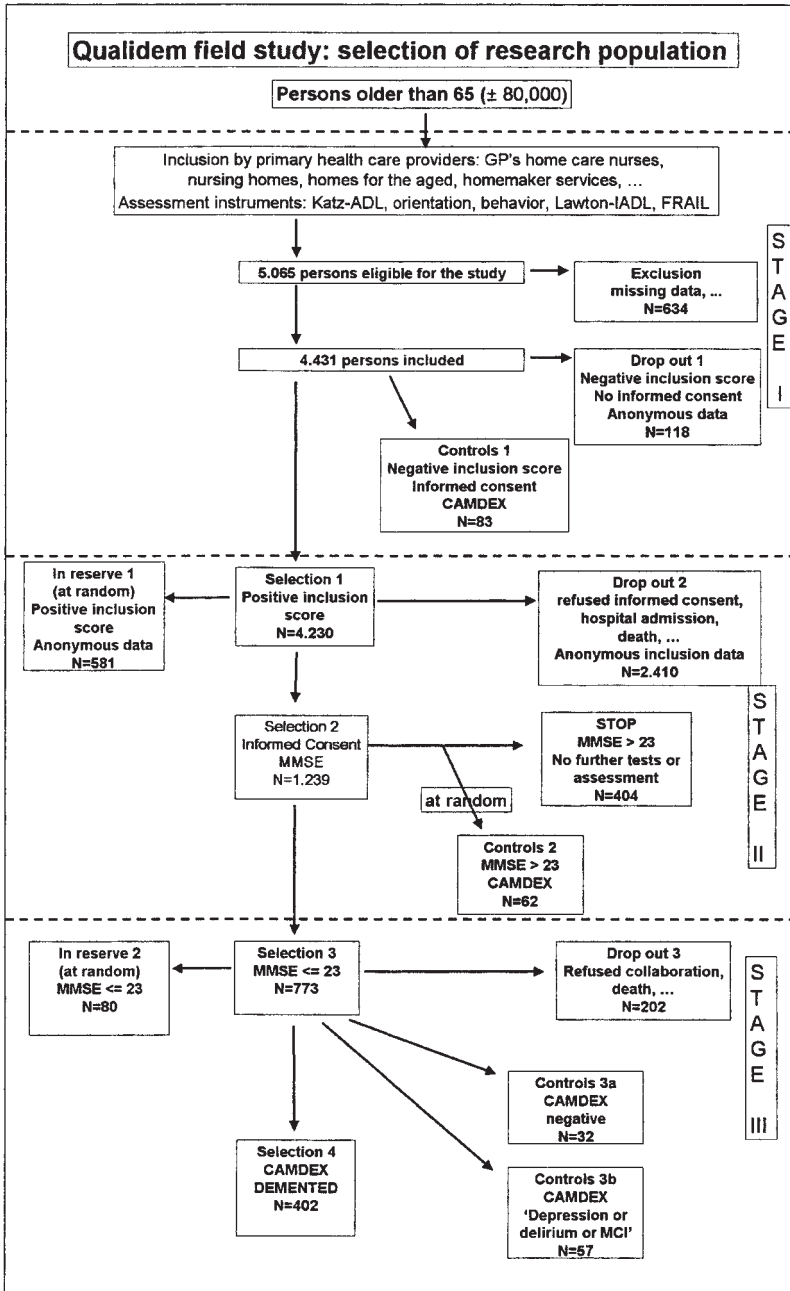 Qualidem field study: selection of research population
Persons older than 65 (± 80,000)
Inclusion by primary health care providers: GP's home care nurses,
nursing homes, homes for the aged, homemaker services, ...
Assessment instruments: Katz-ADL, orientation, behavior, Lawton-IADL, FRAIL
5.065 persons eligible for the study
Exclusion
missing data, ...
N=634
4.431 persons included
Drop out 1
Negative inclusion score
No informed consent
Anonymous data
N=118
Controls 1
Negative inclusion score
Informed consent
CAMDEX
N=83
S
T
A
G
E
I
In reserve 1
(at random)
Positive inclusion
score
Anonymous data
N=581
Selection 1
Positive inclusion
score
N=4.230
Drop out 2
refused informed consent,
hospital admission,
death, ...
Anonymous inclusion data
N=2.410
Selection 2
Informed Consent
MMSE
N=1.239
STOP
MMSE > 23
No further tests or
assessment
N=404
at random
Controls 2
MMSE > 23
CAMDEX
N=62
S
T
A
G
E
II
In reserve 2
(at random)
MMSE <= 23
N=80
Selection 3
MMSE <= 23
N=773
Drop out 3
Refused collaboration,
death, ...
N=202
Controls 3a
CAMDEX
negative
N=32
Selection 4
CAMDEX
DEMENTED
N=402
Controls 3b
CAMDEX
'Depression or
delirium or MCI'
N=57
S
T
A
G
E
III